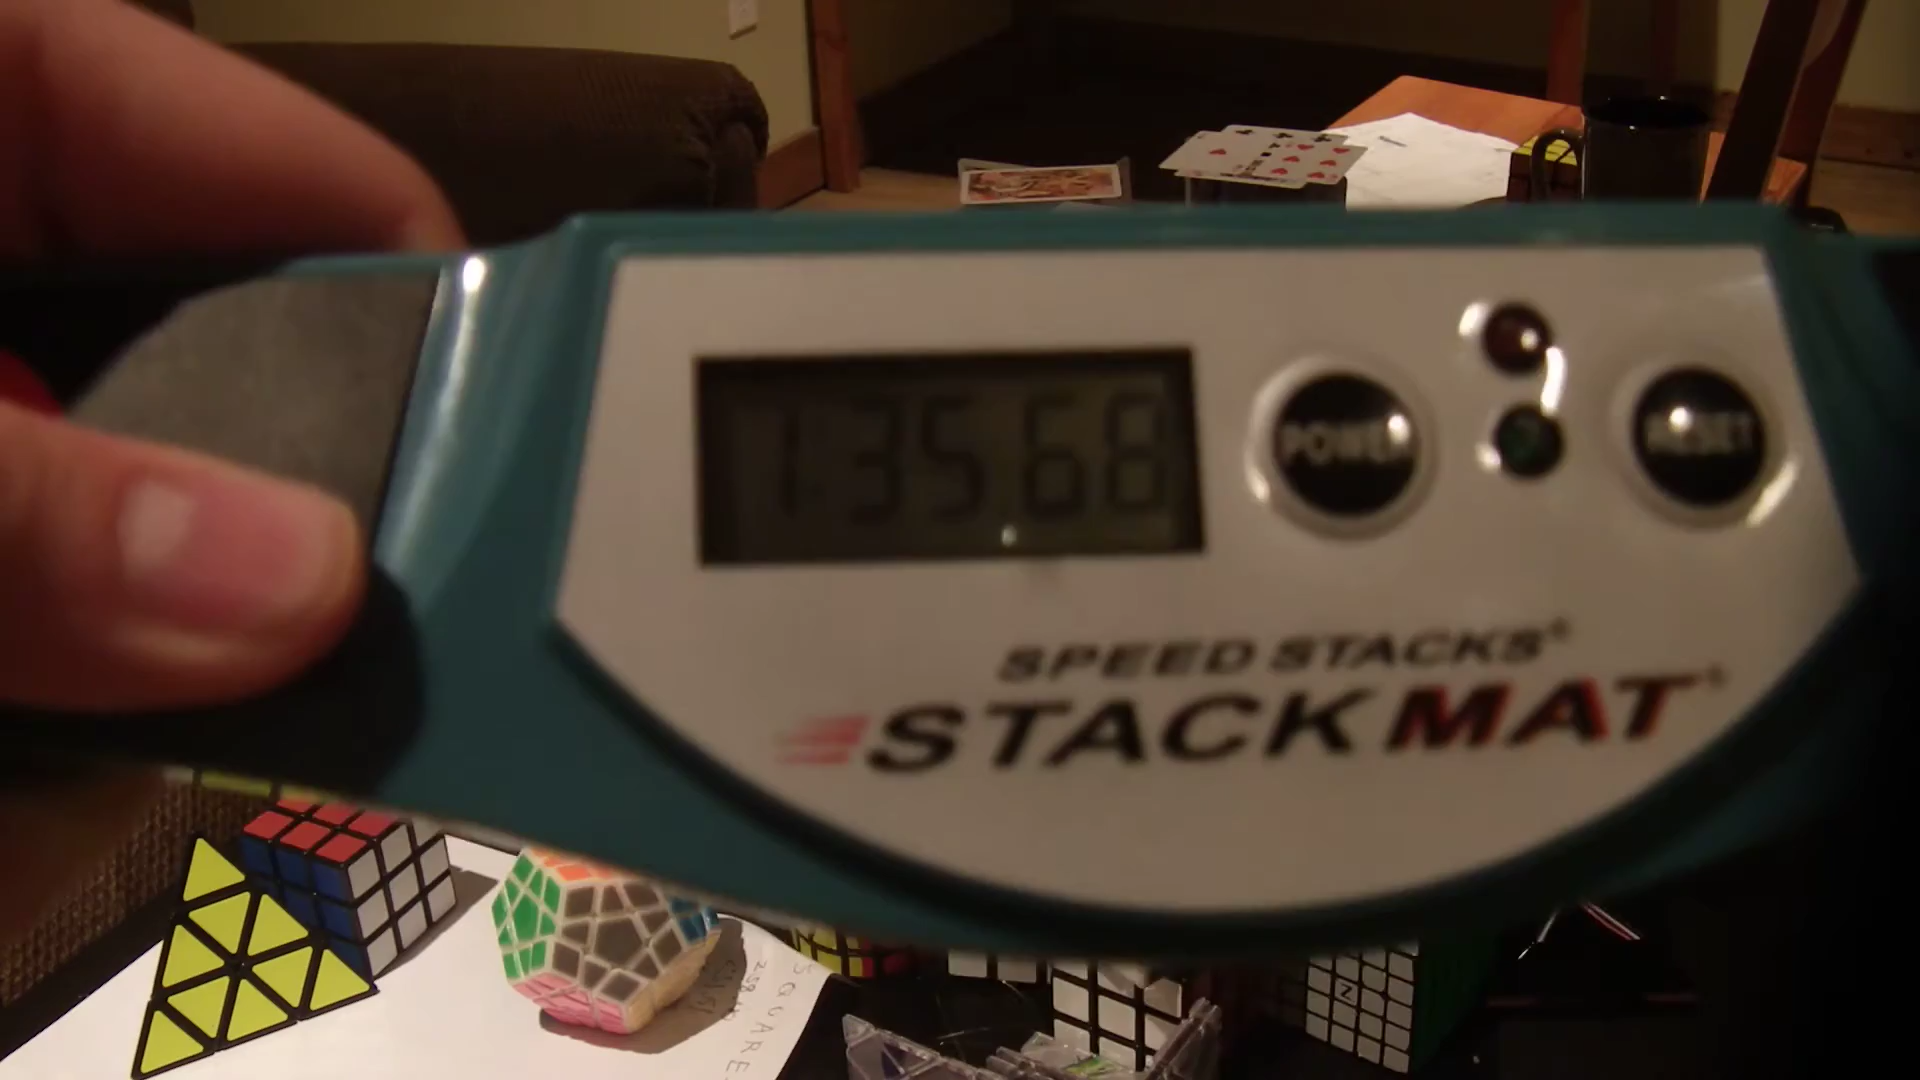 1 35.68
POWER
RESET
SPEED STACKS®
STACKMAT
Z